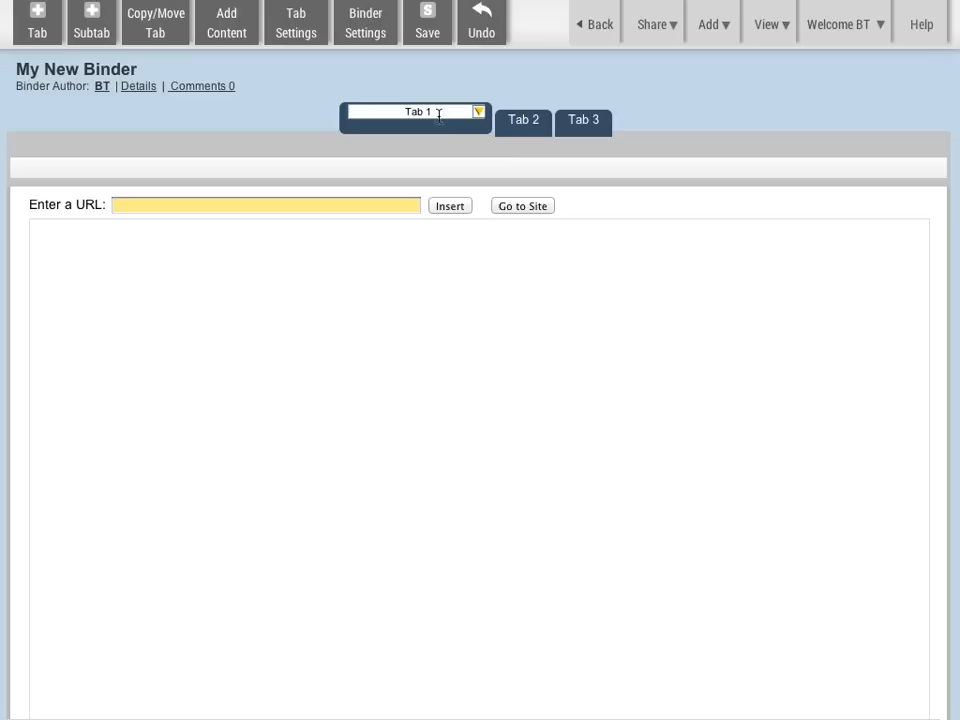 Tab
Subtab
Copy/Move
Tab
Add
Content
Tab
Settings
Binder
Settings
S
Save
Undo
Back
Share
Add
View
Welcome BT
Help
My New Binder
Binder Author: BT | Details | Comments 0
Tab 1
Tab 2
Tab 3
Enter a URL:
Insert
Go to Site